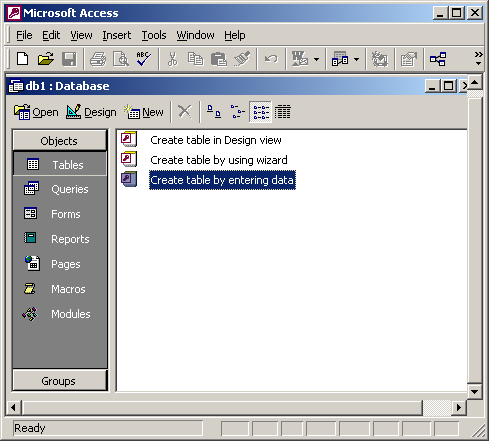 Microsoft Access
File Edit View Insert Tools Window Help
ABC
W
db1 : Database
Open Design New
Objects
Tables
Queries
Forms
Reports
Pages
Macros
Modules
Groups
Create table in Design view
Create table by using wizard
Create table by entering data
Ready